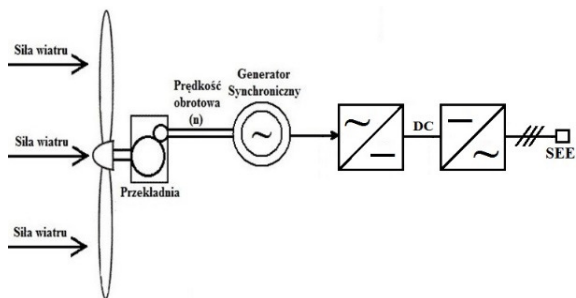 Siła wiatru
Siła wiatru
Siła wiatru
Przekładnia
Prędkość
obrotowa
(n)
Generator
Synchroniczny
DC
SEE